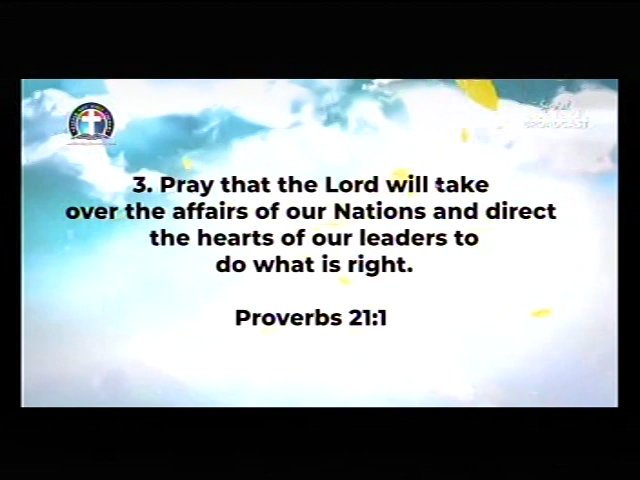 3. Pray that the Lord will take
over the affairs of our Nations and direct
the hearts of our leaders to
do what is right.
Proverbs 21:1
BROADCAST